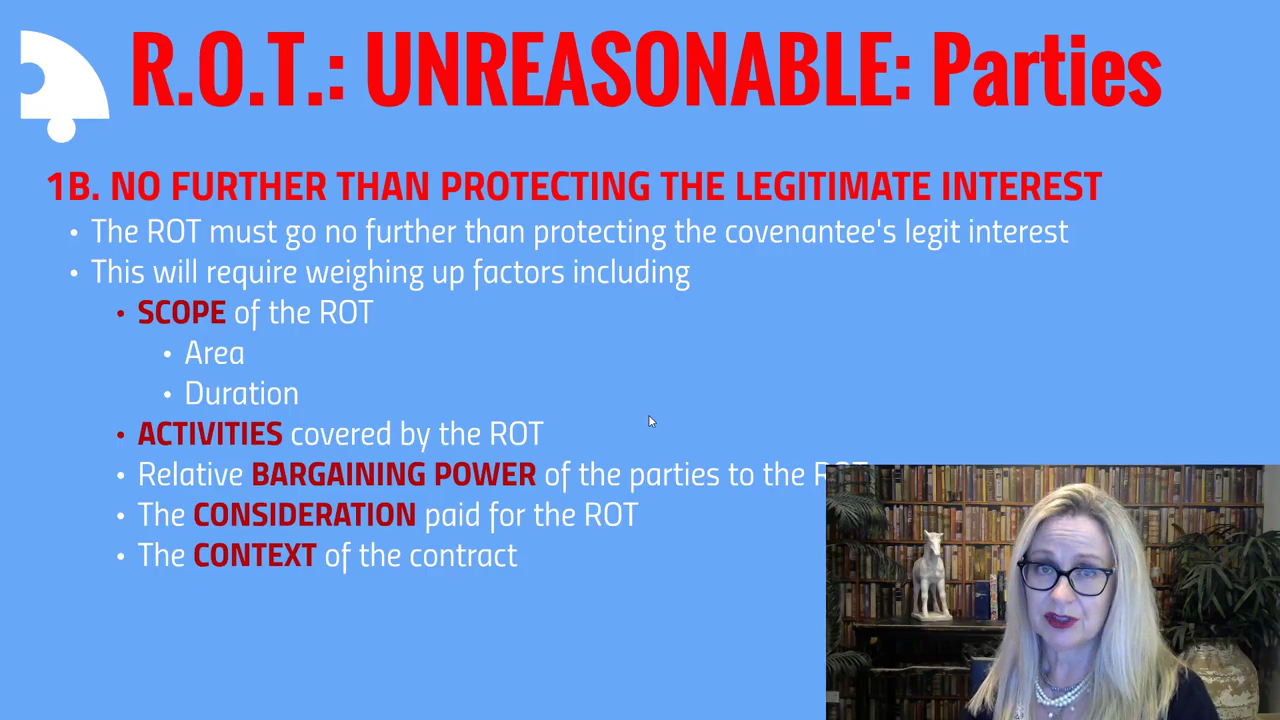 R.O.T.: UNREASONABLE: Parties
1B. NO FURTHER THAN PROTECTING THE LEGITIMATE INTEREST
• The ROT must go no further than protecting the covenantee's legit interest
• This will require weighing up factors including
• SCOPE of the ROT
• Area
• Duration
• ACTIVITIES covered by the ROT
• Relative BARGAINING POWER of the parties to the ROT
• The CONSIDERATION paid for the ROT
• The CONTEXT of the contract